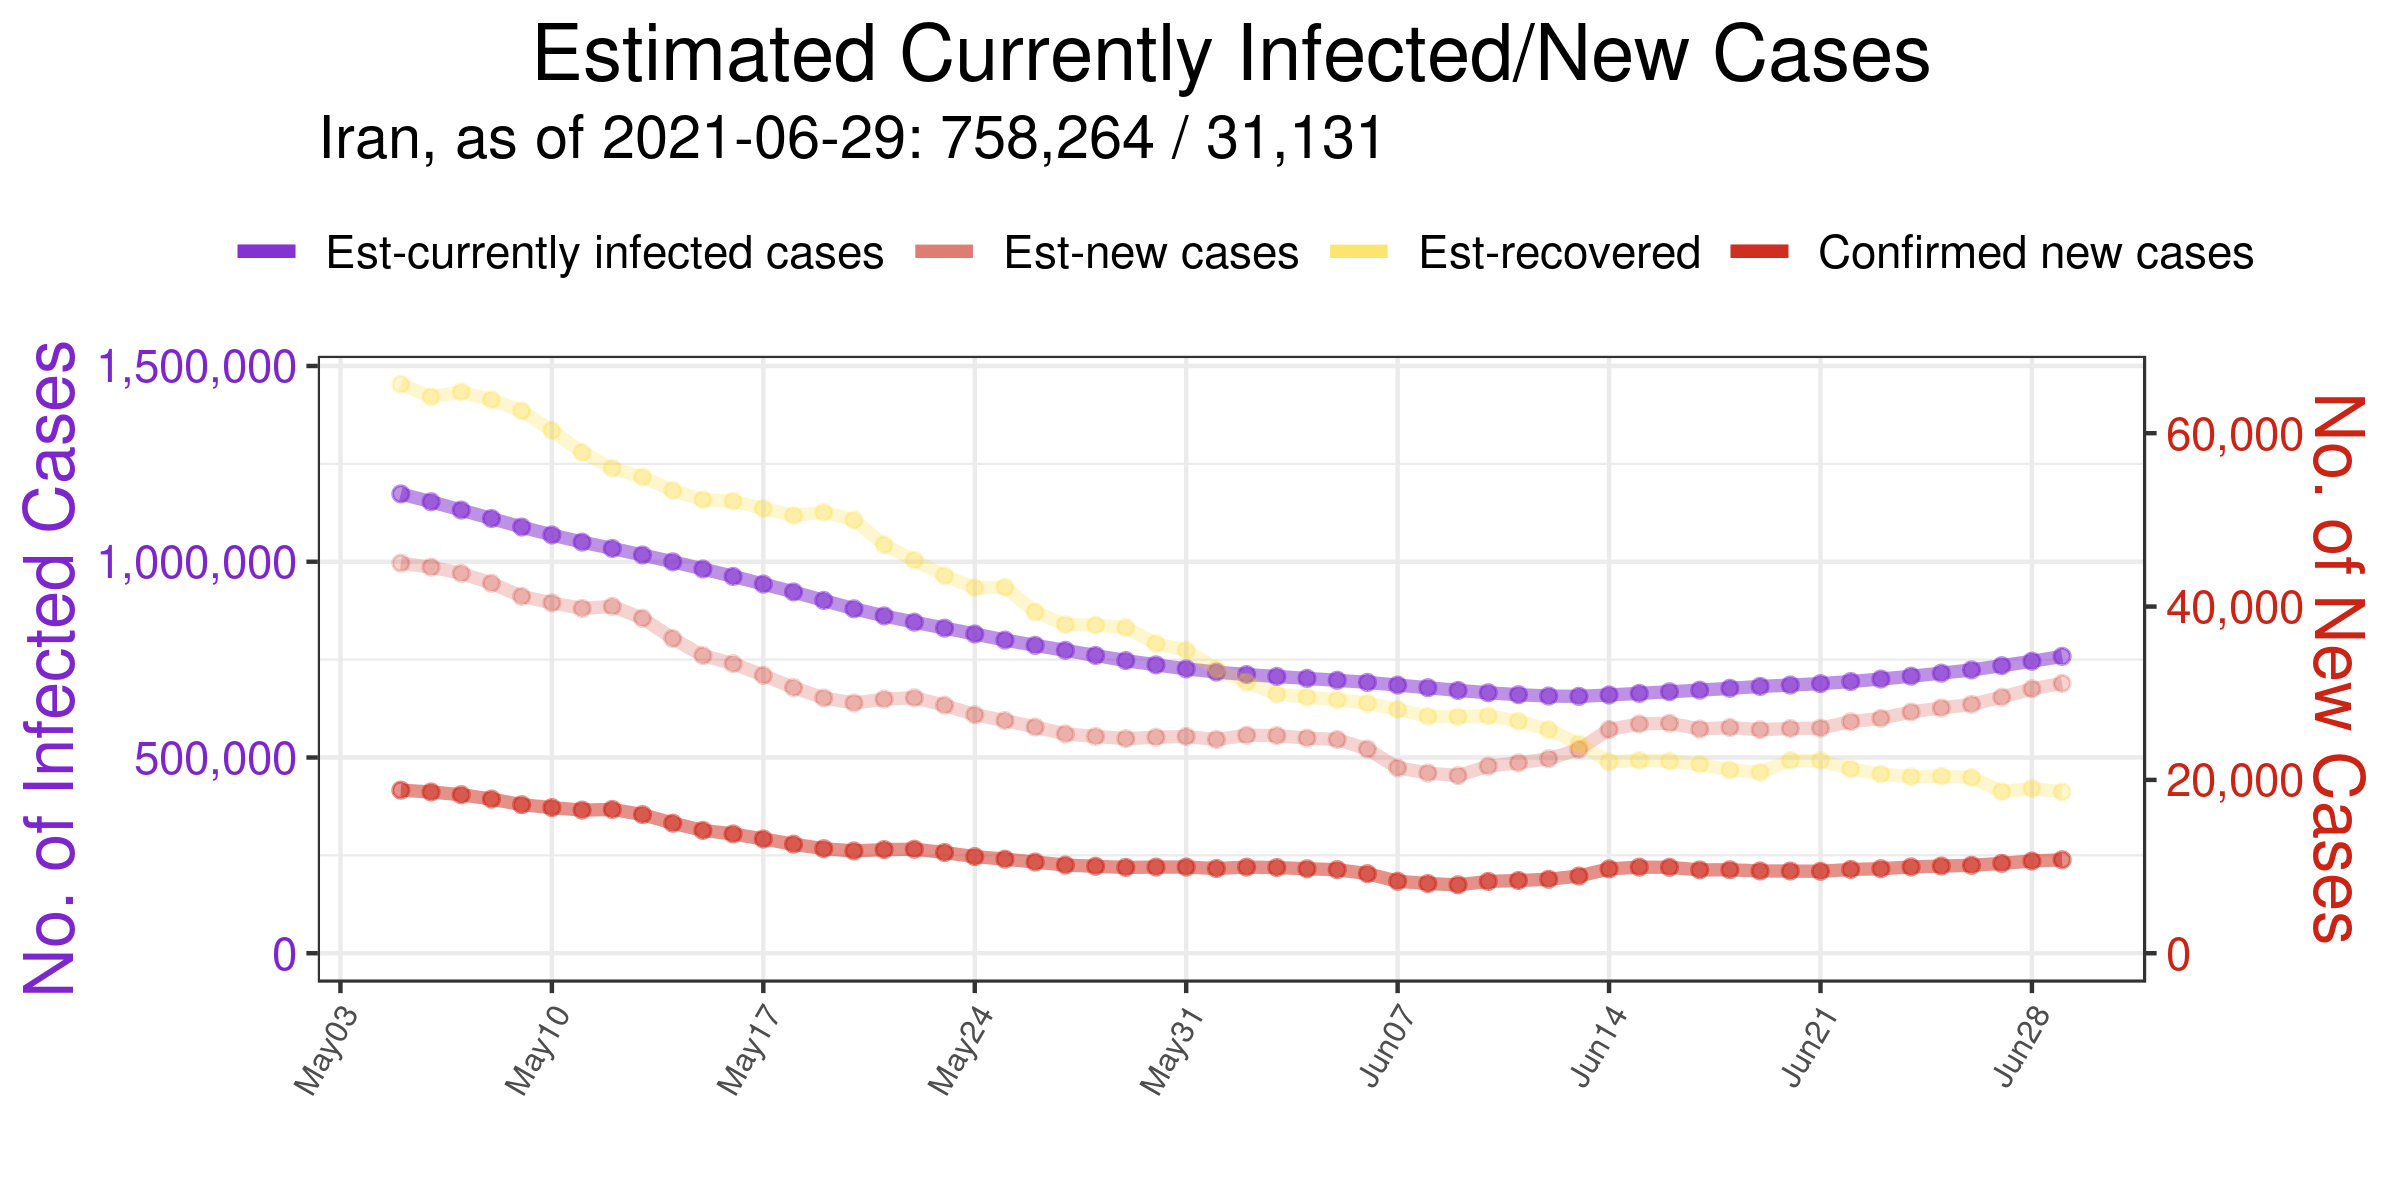 Estimated Currently Infected/New Cases
Iran, as of 2021-06-29: 758,264 / 31,131
Est-currently infected cases Est-new cases Est-recovered Confirmed new cases
No. of Infected Cases
1,500,000
1,000,000
500,000
0
60,000
40,000
20,000
0
No. of New Cases
May03 May10 May17 May24 May31 Jun07 Jun14 Jun21 Jun28